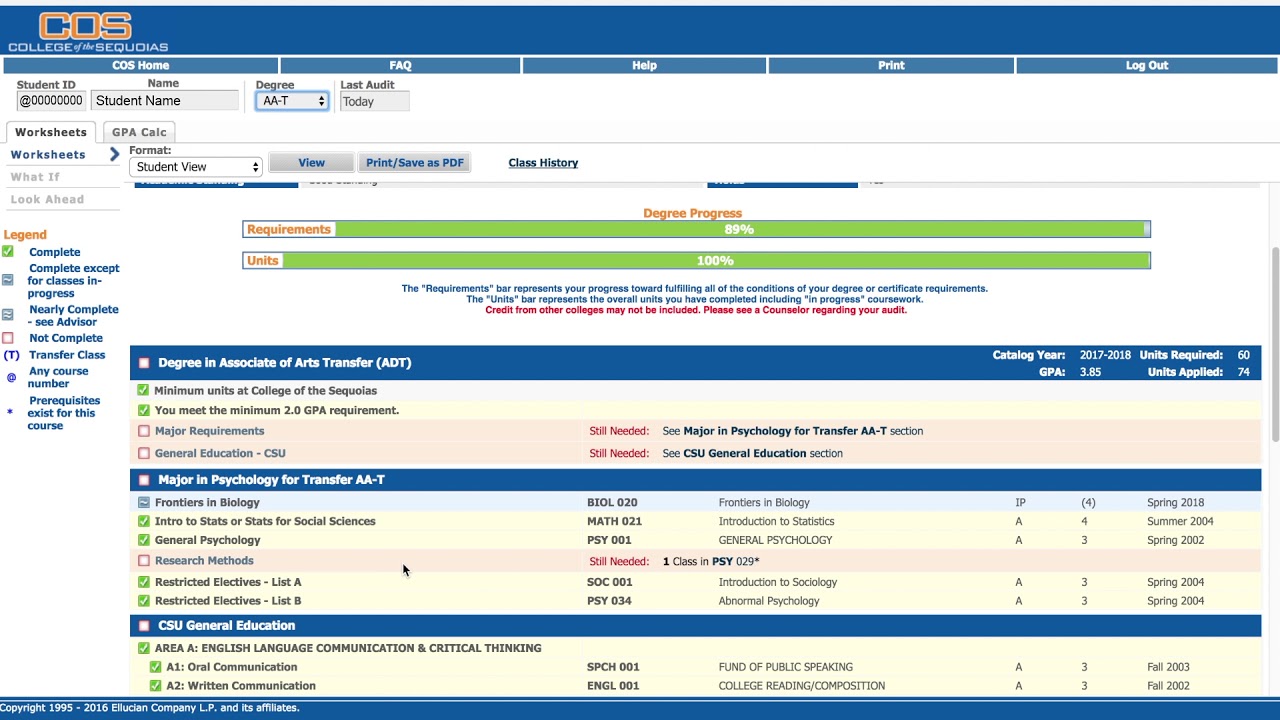 COS
COLLEGE of the SEQUOIAS
COS Home FAQ Help Print Log Out
Student ID Name Degree Last Audit
@00000000 Student Name AA-T Today
Worksheets GPA Calc
Worksheets
What If
Look Ahead
Format:
Student View View Print/Save as PDF Class History
Academic Standing Good Standing
Legend
Complete
Complete except
for classes in-
progress
Nearly Complete
- see Advisor
Not Complete
(T) Transfer Class
@ Any course
number
* Prerequisites
exist for this
course
Degree Progress
Requirements 89%
Units 100%
The "Requirements" bar represents your progress toward fulfilling all of the conditions of your degree or certificate requirements.
The "Units" bar represents the overall units you have completed including "in progress" coursework.
Credit from other colleges may not be included. Please see a Counselor regarding your audit.
Degree in Associate of Arts Transfer (ADT) Catalog Year: 2017-2018 Units Required: 60
GPA: 3.85 Units Applied: 74
Minimum units at College of the Sequoias
You meet the minimum 2.0 GPA requirement.
Major Requirements Still Needed: See Major in Psychology for Transfer AA-T section
General Education - CSU Still Needed: See CSU General Education section
Major in Psychology for Transfer AA-T
Frontiers in Biology BIOL 020 Frontiers in Biology IP (4) Spring 2018
Intro to Stats or Stats for Social Sciences MATH 021 Introduction to Statistics A 4 Summer 2004
General Psychology PSY 001 GENERAL PSYCHOLOGY A 3 Spring 2002
Research Methods Still Needed: 1 Class in PSY 029*
Restricted Electives - List A SOC 001 Introduction to Sociology A 3 Spring 2004
Restricted Electives - List B PSY 034 Abnormal Psychology A 3 Spring 2004
CSU General Education
AREA A: ENGLISH LANGUAGE COMMUNICATION & CRITICAL THINKING
A1: Oral Communication SPCH 001 FUND OF PUBLIC SPEAKING A 3 Fall 2003
A2: Written Communication ENGL 001 COLLEGE READING/COMPOSITION A 3 Fall 2002
Copyright 1995 - 2016 Ellucian Company L.P. and its affiliates.